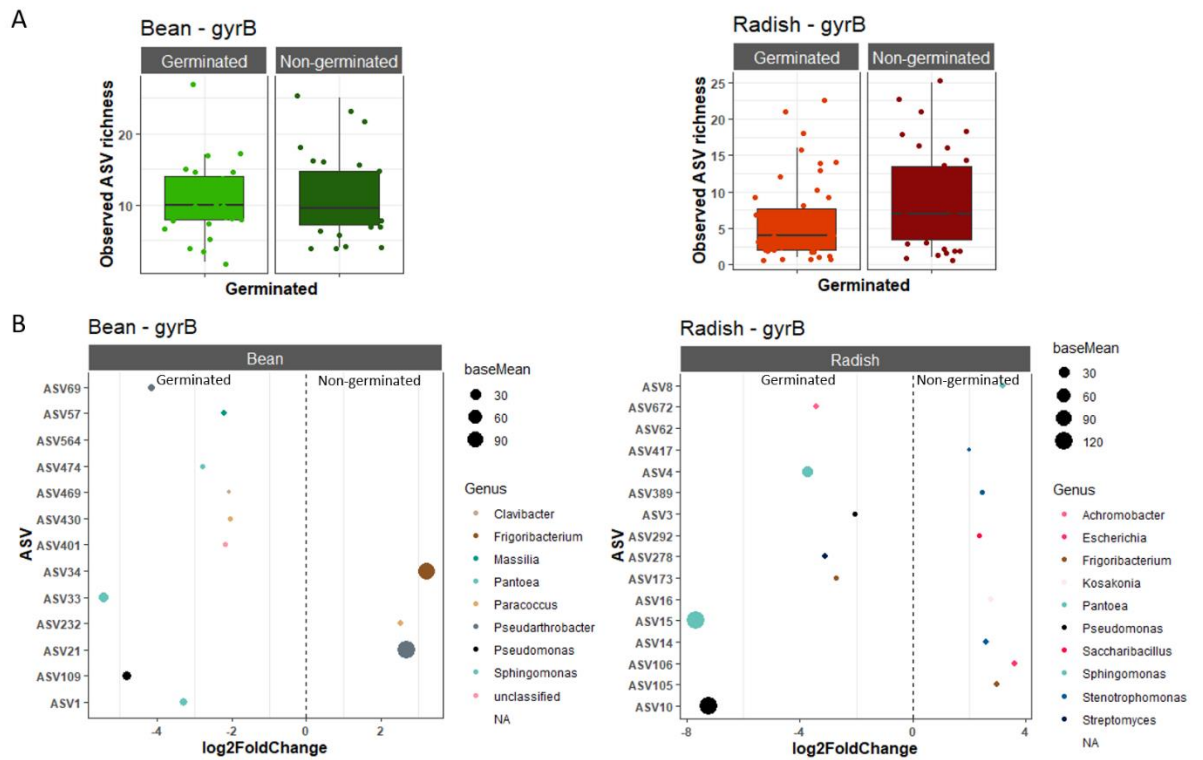 A
Bean - gyrB
Germinated
Non-germinated
Observed ASV richness
20
10
Germinated
Radish - gyrB
Germinated
Non-germinated
Observed ASV richness
25
20
15
10
5
0
Germinated
B
Bean - gyrB
Bean
Germinated
Non-germinated
ASV
ASV69
ASV57
ASV564
ASV474
ASV469
ASV430
ASV401
ASV34
ASV33
ASV232
ASV21
ASV109
ASV1
-4
-2
0
2
log2FoldChange
baseMean
30
60
90
Genus
Clavibacter
Frigoribacterium
Massilia
Pantoea
Paracoccus
Pseudarthrobacter
Pseudomonas
Sphingomonas
unclassified
NA
Radish - gyrB
Radish
Germinated
Non-germinated
ASV
ASV8
ASV672
ASV62
ASV417
ASV4
ASV389
ASV3
ASV292
ASV278
ASV173
ASV16
ASV15
ASV14
ASV106
ASV105
ASV10
-8
-4
0
4
log2FoldChange
baseMean
30
60
90
120
Genus
Achromobacter
Escherichia
Frigoribacterium
Kosakonia
Pantoea
Pseudomonas
Saccharibacillus
Sphingomonas
Stenotrophomonas
Streptomyces
NA